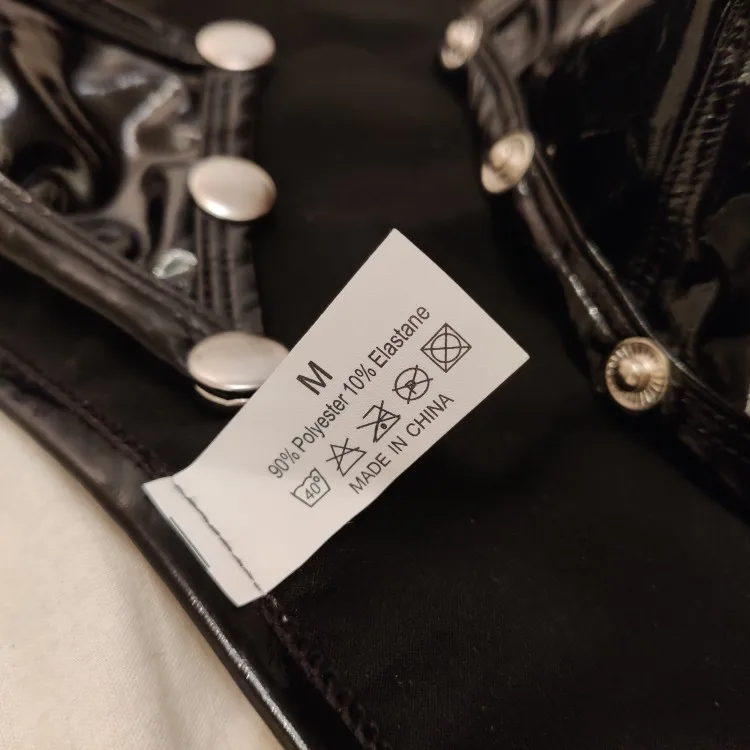 M
90% Polyester 10% Elastane
40°
P
MADE IN CHINA